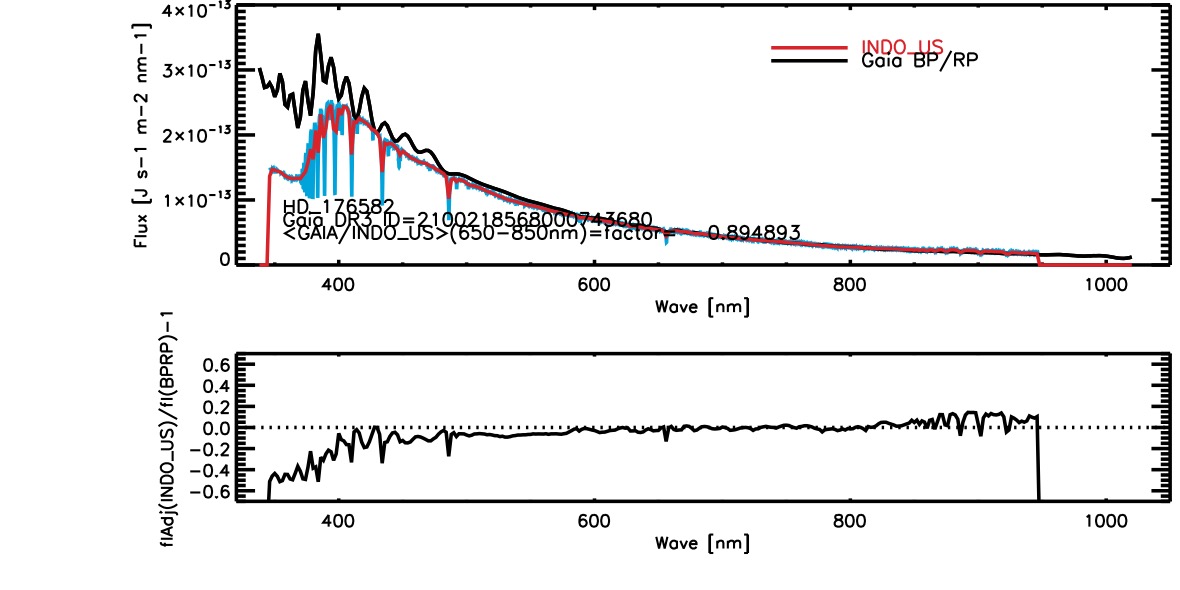 Flux [J s-1 m-2 nm-1]
4×10⁻¹³
3×10⁻¹³
2×10⁻¹³
1×10⁻¹³
0
INDO_US
Gaia BP/RP
HD_176582
Gaia DR3 ID=2100218568000743680
<GAIA/INDO_US>(650-850nm)=factor= 0.894893
400 600 800 1000
Wave [nm]
flAdj(INDO_US)/fl(BPRP)-1
0.6
0.4
0.2
0.0
-0.2
-0.4
-0.6
400 600 800 1000
Wave [nm]